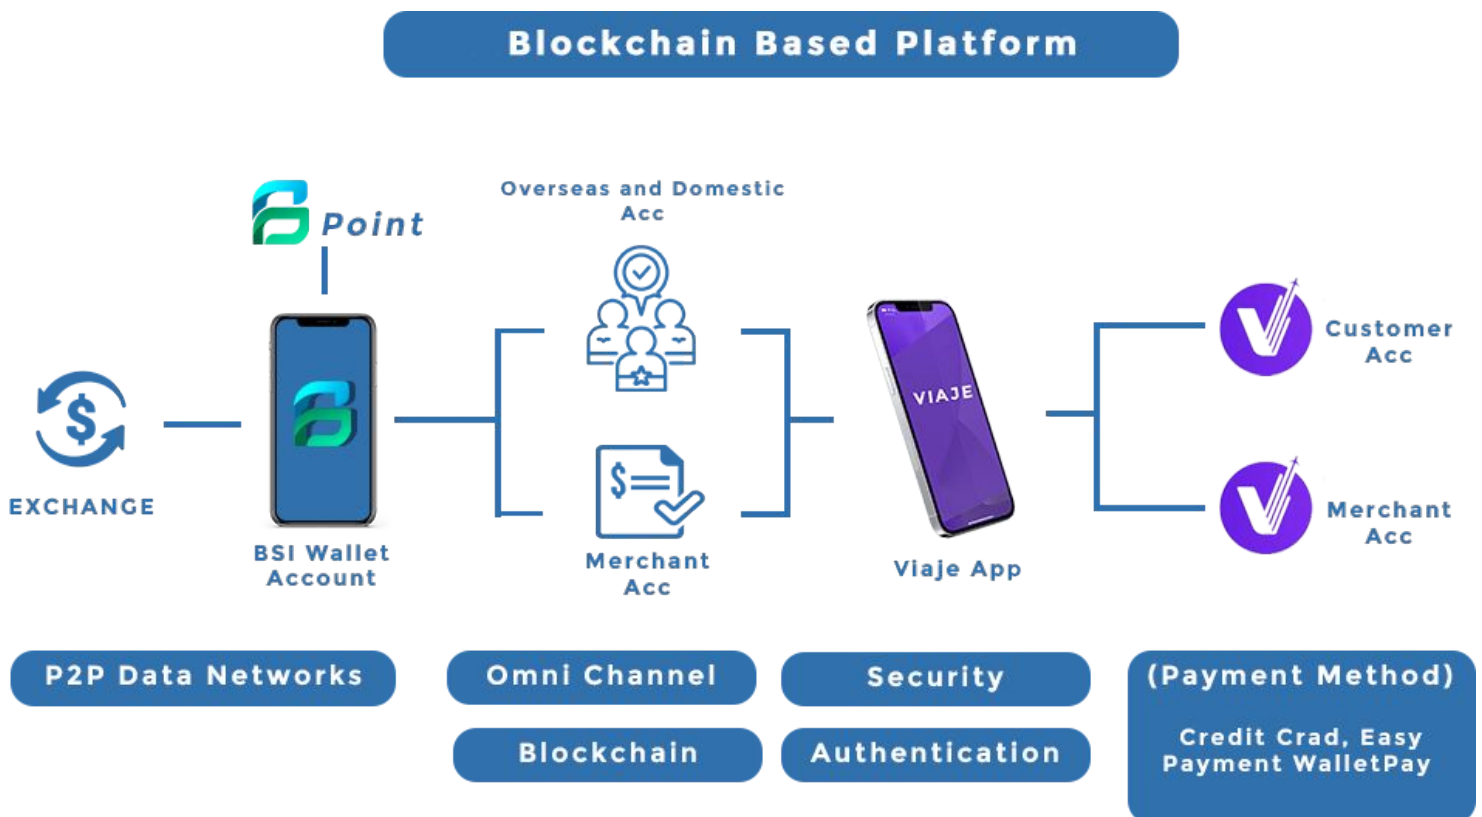 Blockchain Based Platform
Point
Overseas and Domestic
Acc
EXCHANGE
BSI Wallet
Account
Merchant
Acc
VIAJE
Viaje App
Customer
Acc
Merchant
Acc
P2P Data Networks
Omni Channel
Blockchain
Security
Authentication
(Payment Method)
Credit Crad, Easy
Payment WalletPay